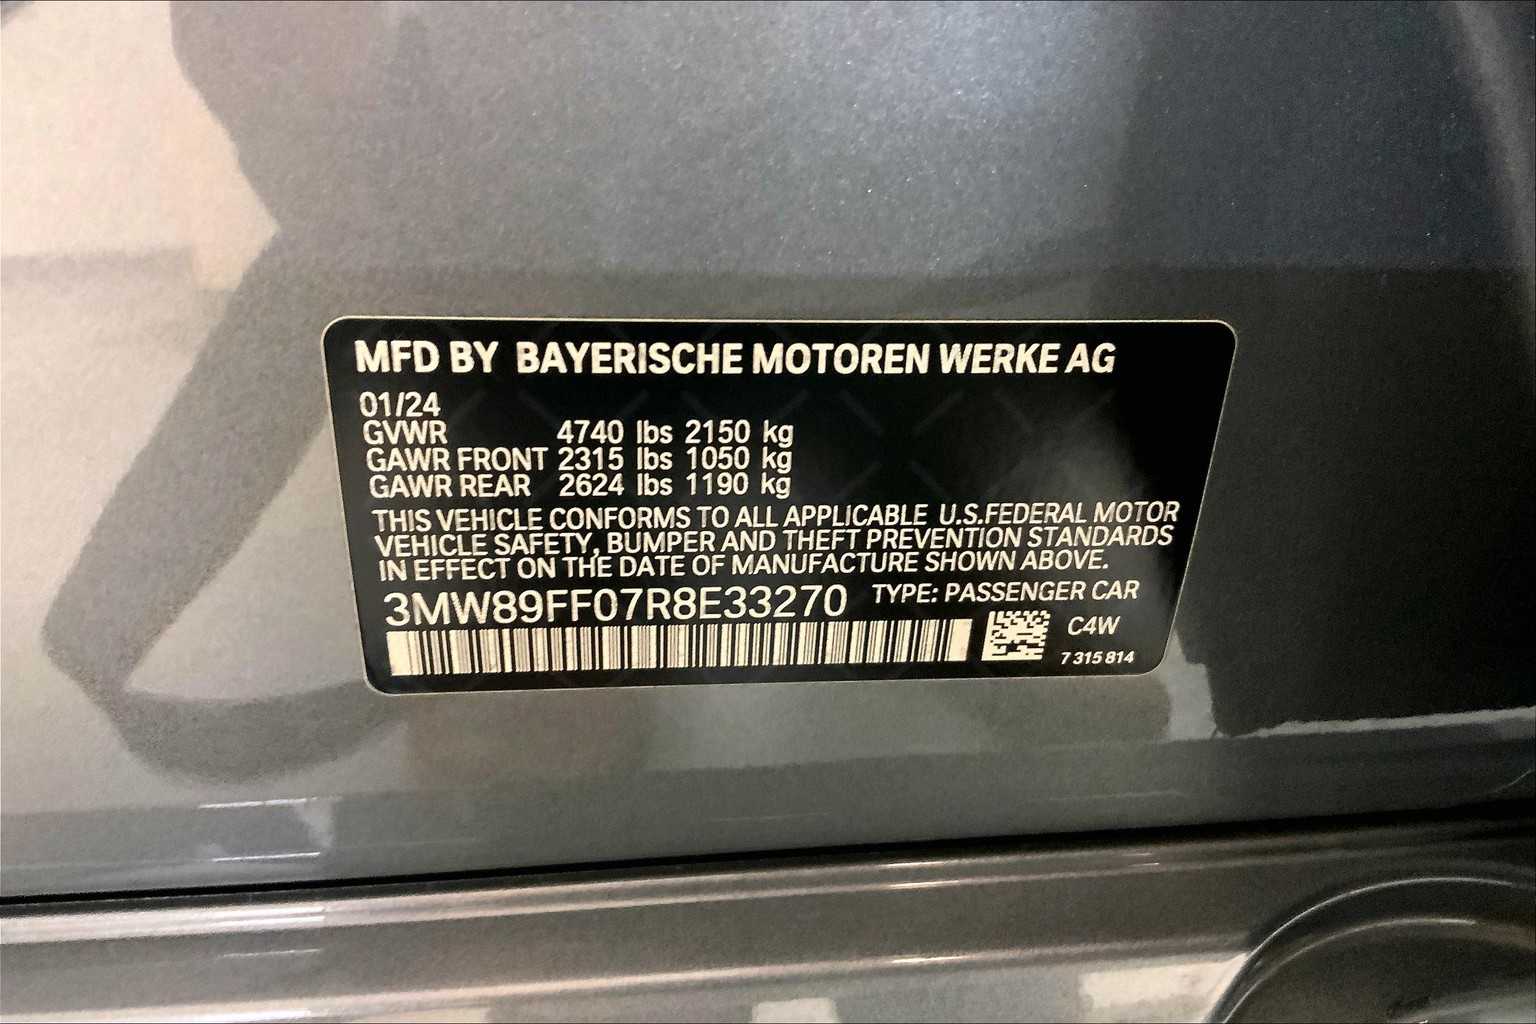 MFD BY BAYERISCHE MOTOREN WERKE AG
01/24
GVWR 4740 lbs 2150 kg
GAWR FRONT 2315 lbs 1050 kg
GAWR REAR 2624 lbs 1190 kg
THIS VEHICLE CONFORMS TO ALL APPLICABLE U.S.FEDERAL MOTOR
VEHICLE SAFETY, BUMPER AND THEFT PREVENTION STANDARDS
IN EFFECT ON THE DATE OF MANUFACTURE SHOWN ABOVE.
3MW89FF07R8E33270 TYPE: PASSENGER CAR
C4W
7 315 814